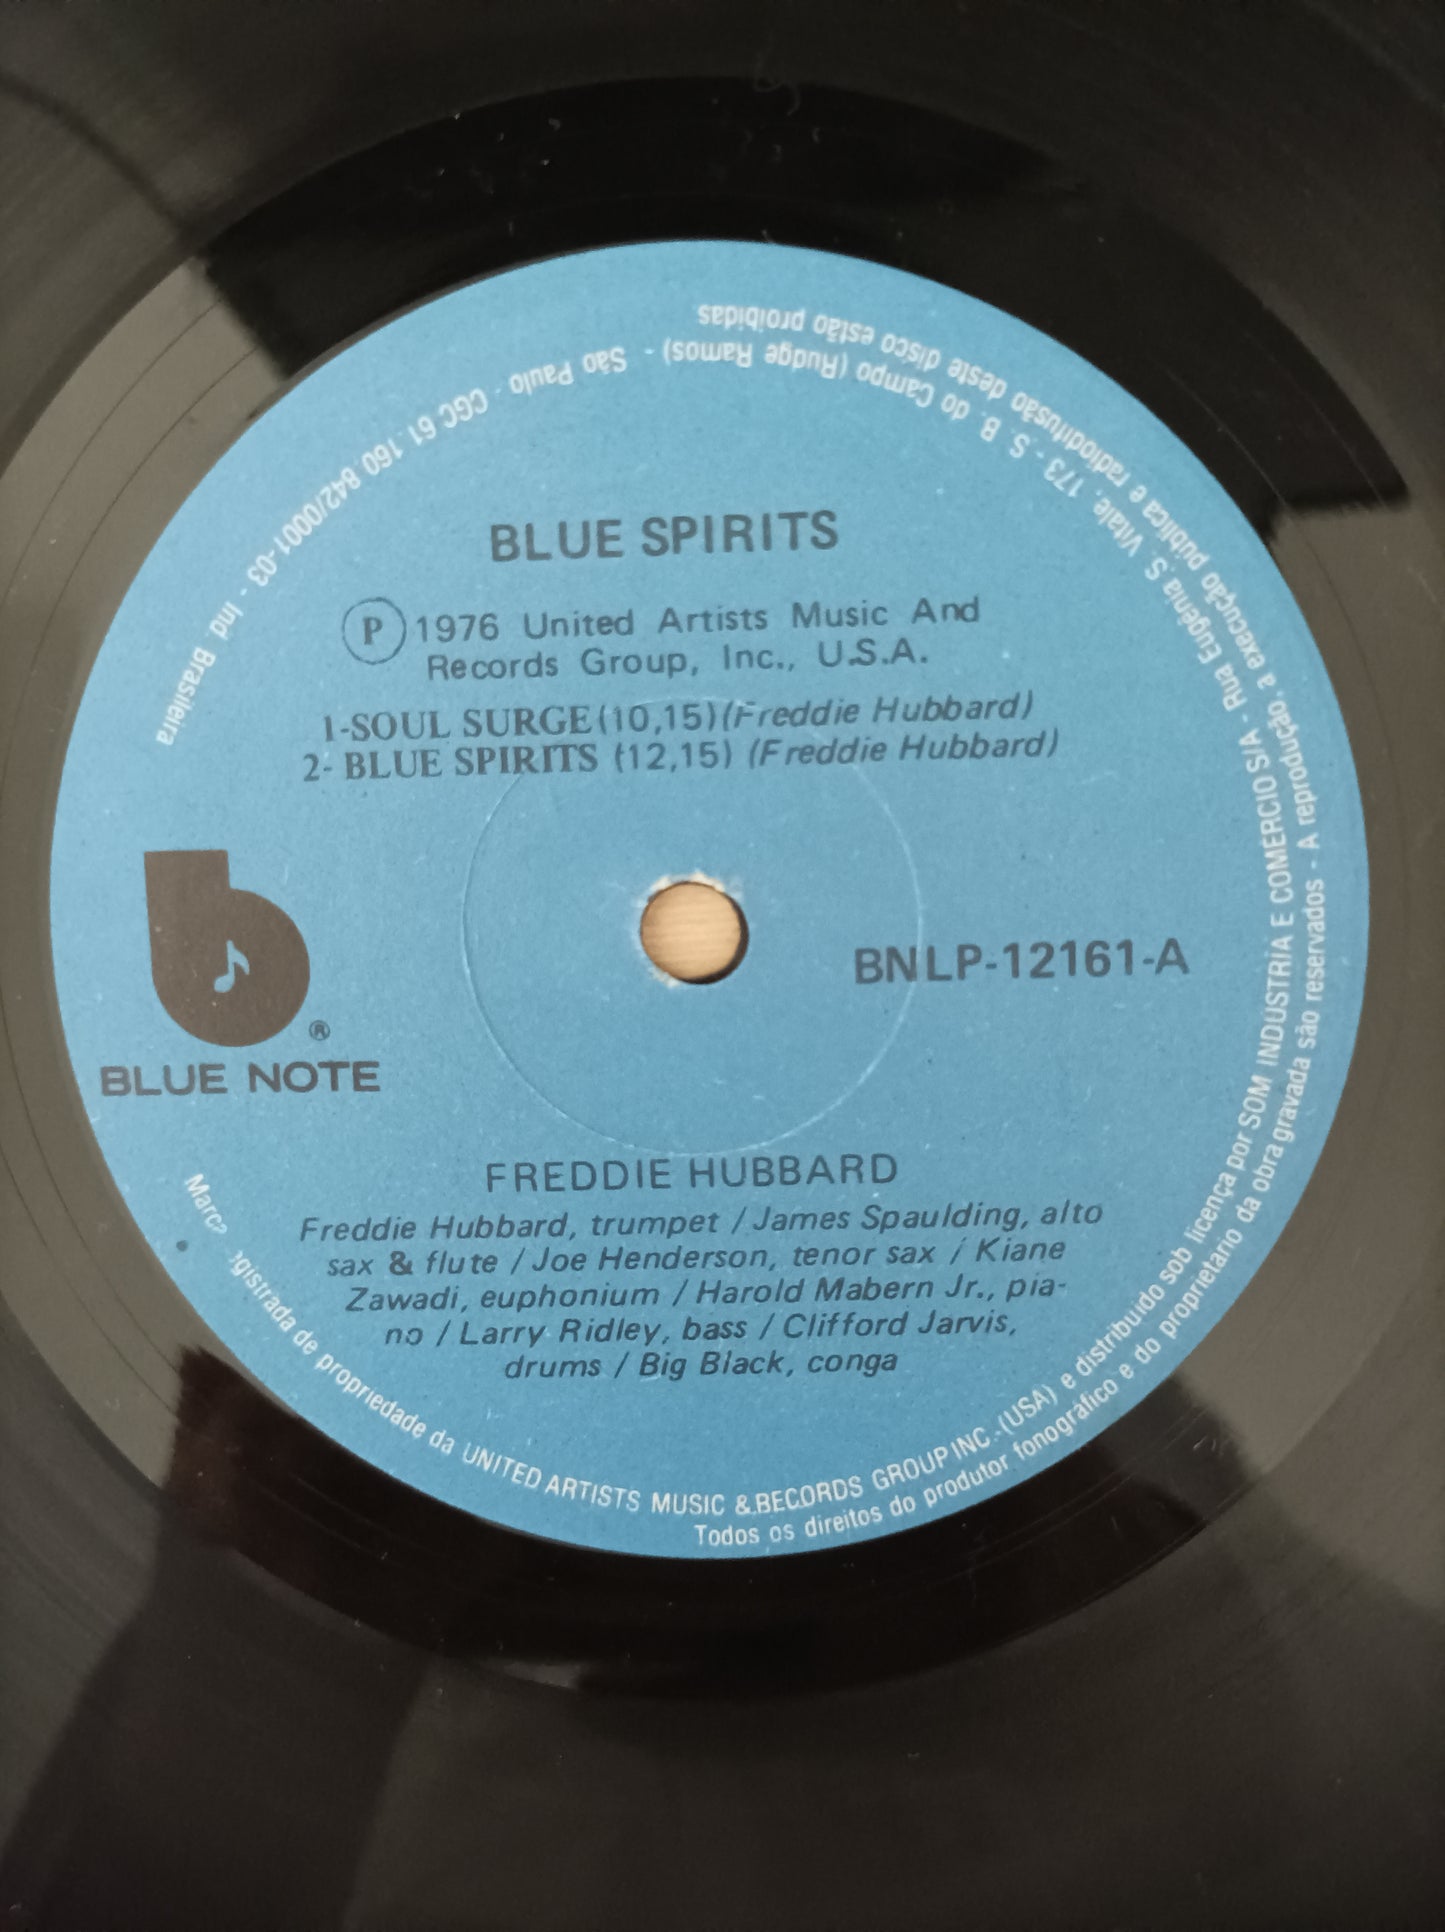 BLUE SPIRITS
P 1976 United Artists Music And
Records Group, Inc., U.S.A.
1-SOUL SURGE (10,15) (Freddie Hubbard)
2- BLUE SPIRITS (12,15) (Freddie Hubbard)
b ®
BLUE NOTE
BNLP-12161-A
FREDDIE HUBBARD
Freddie Hubbard, trumpet / James Spaulding, alto
sax & flute / Joe Henderson, tenor sax / Kiane
Zawadi, euphonium / Harold Mabern Jr., pia-
no / Larry Ridley, bass / Clifford Jarvis,
drums / Big Black, conga
Marca gistrada de propriedade da UNITED ARTISTS MUSIC & RECORDS GROUP INC. (USA) e distribuido sob licença por SOM INDUSTRIA E COMERCIO S/A - Rua Eugênia S. Vitale, 173 - S. B. do Campo (Rudge Ramos) - São Paulo - CGC 61.160 842/0001-03 - Ind. Brasileira
Todos os direitos do produtor fonográfico e do proprietario da obra gravada são reservados - A reprodução, a execução pública e radiodifusão deste disco estão proibidas